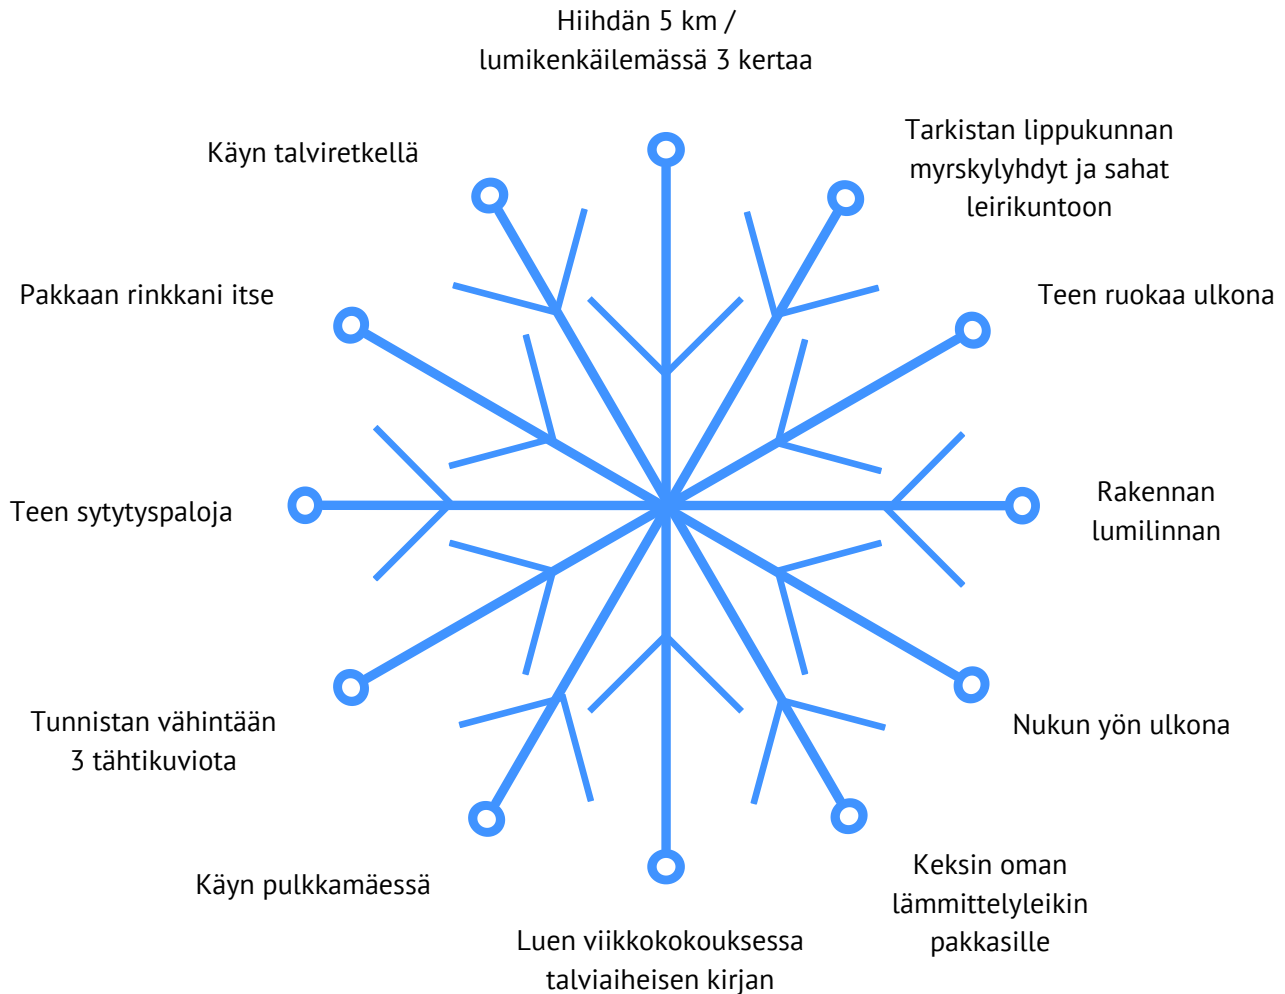 Hiihdän 5 km /
lumikenkäilemässä 3 kertaa
Tarkistan lippukunnan
myrskylyhdyt ja sahat
leirikuntoon
Käyn talviretkellä
Teen ruokaa ulkona
Pakkaan rinkkani itse
Rakennan
lumilinnan
Teen sytytyspaloja
Nukun yön ulkona
Tunnistan vähintään
3 tähtikuviota
Keksin oman
lämmittelyleikin
pakkasille
Käyn pulkkamäessä
Luen viikkokokouksessa
talviaiheisen kirjan